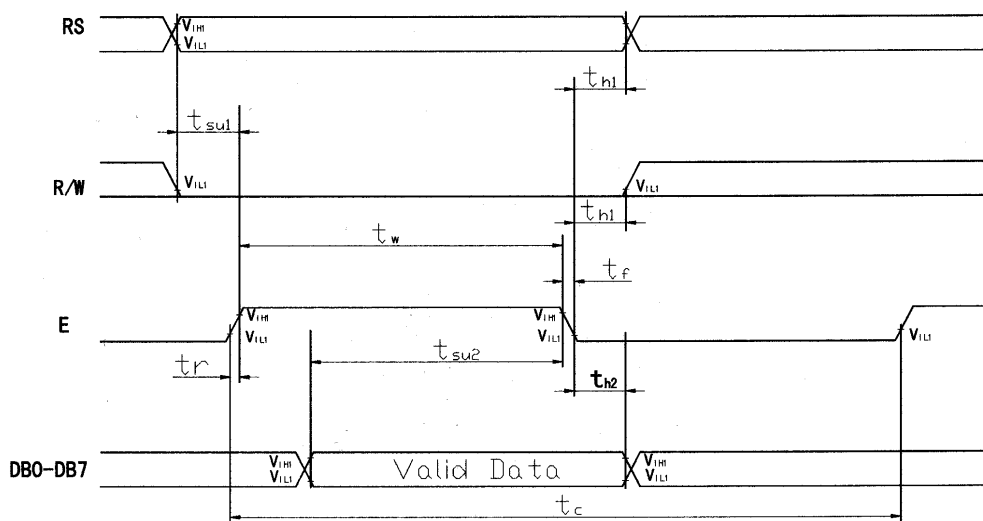 RS
VIH1
VIL1
th1
tsu1
R/W
VIL1
VIL1
th1
tw
tf
E
VIH1
VIL1
VIH1
VIL1
VIL1
tr
tsu2
th2
DB0-DB7
VIH1
VIL1
Valid Data
VIH1
VIL1
tc